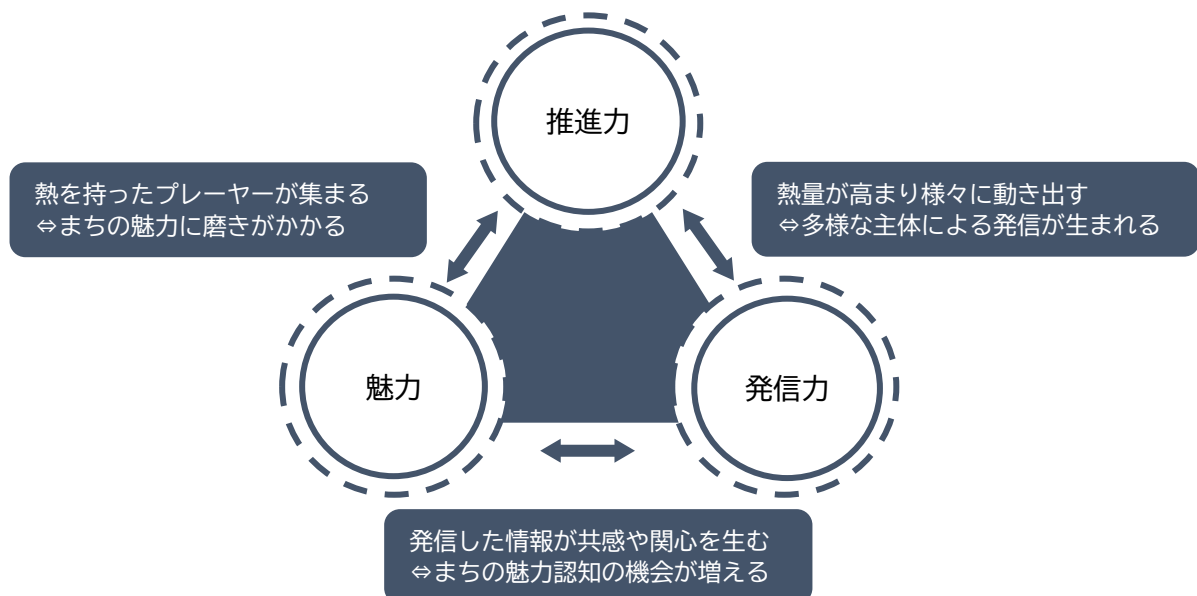 推進力
熱を持ったプレーヤーが集まる
⇔まちの魅力に磨きがかかる
熱量が高まり様々に動き出す
⇔多様な主体による発信が生まれる
魅力
発信力
発信した情報が共感や関心を生む
⇔まちの魅力認知の機会が増える